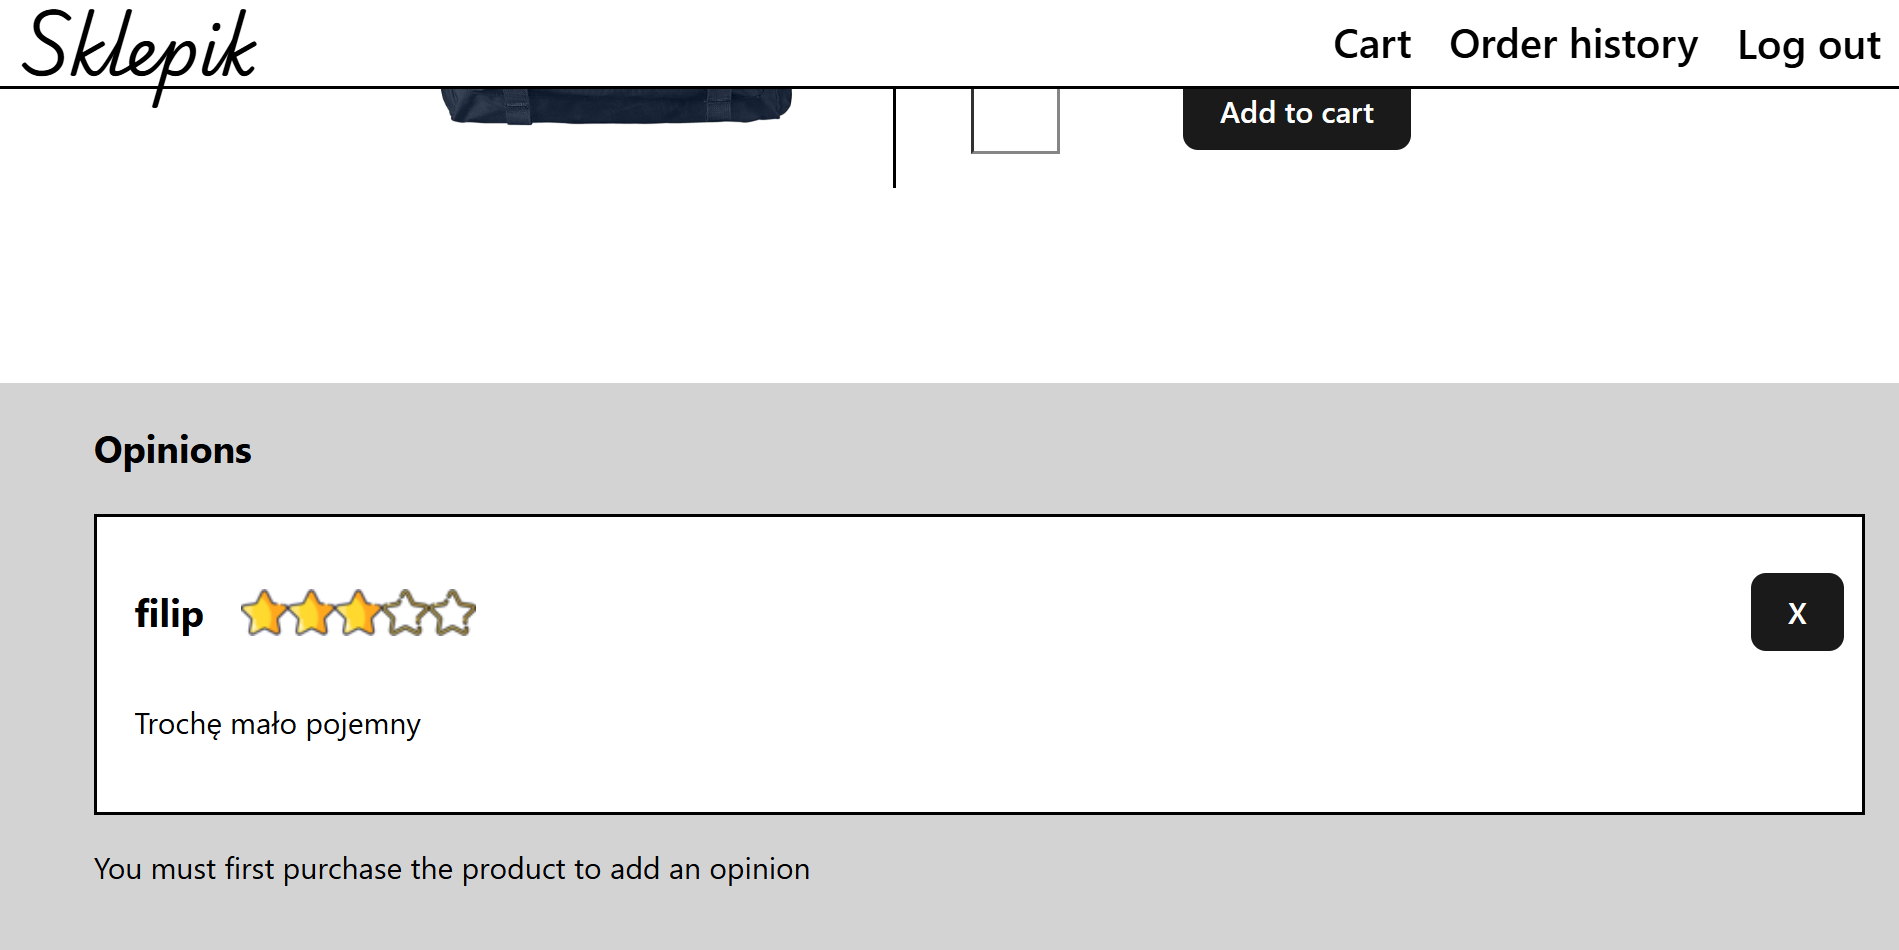 Sklepik
Cart Order history Log out
Add to cart
Opinions
filip
X
Trochę mało pojemny
You must first purchase the product to add an opinion